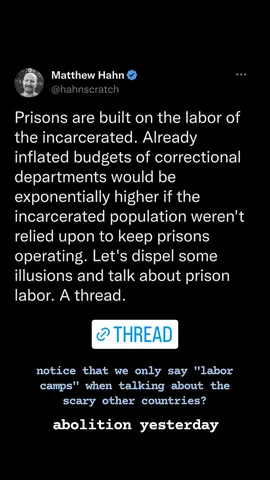 Matthew Hahn
@hahnscratch
Prisons are built on the labor of
the incarcerated. Already
inflated budgets of correctional
departments would be
exponentially higher if the
incarcerated population weren't
relied upon to keep prisons
operating. Let's dispel some
illusions and talk about prison
labor. A thread.
THREAD
notice that we only say "labor
camps" when talking about the
scary other countries?
abolition yesterday